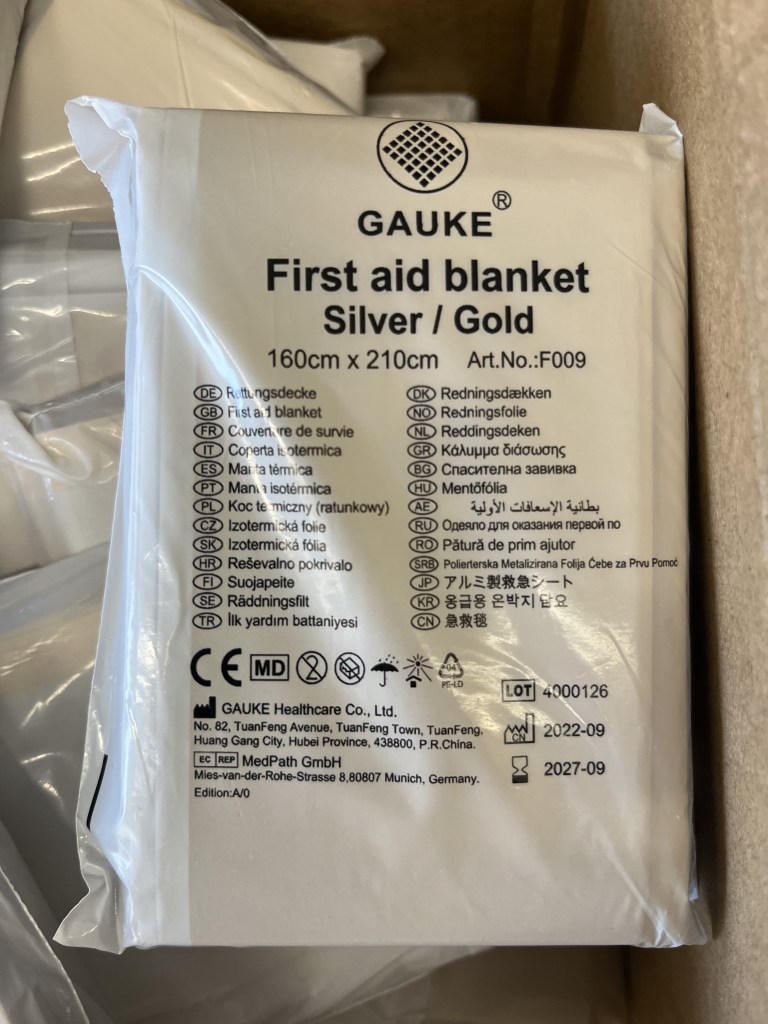 GAUKE®
First aid blanket
Silver / Gold
160cm x 210cm Art.No.:F009
DE Rettungsdecke
GB First aid blanket
FR Couverture de survie
IT Coperta isotermica
ES Manta térmica
PT Manta isotérmica
PL Koc termiczny (ratunkowy)
CZ Izotermická folie
SK Izotermická fólia
HR Reševalno pokrivalo
FI Suojapeite
SE Räddningsfilt
TR İlk yardım battaniyesi
DK Redningsdækken
NO Redningsfolie
NL Reddingsdeken
GR Κάλυμμα διάσωσης
BG Спасителна завивка
HU Mentőfólia
AE بطانية الإسعافات الأولية
RU Одеяло для оказания первой по
RO Pătură de prim ajutor
SRB Polierterska Metalizirana Folija Ćebe za Prvu Pomoć
JP アルミ製救急シート
KR 응급용 은박지 담요
CN 急救毯
CE MD 2 04
PE-LD
GAUKE Healthcare Co., Ltd.
No. 82, TuanFeng Avenue, TuanFeng Town, TuanFeng,
Huang Gang City, Hubei Province, 438800, P.R.China.
EC REP MedPath GmbH
Mies-van-der-Rohe-Strasse 8,80807 Munich, Germany.
Edition:A/0
LOT 4000126
CN 2022-09
2027-09